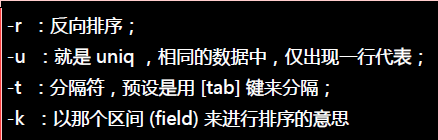 -r ：反向排序；
-u ：就是 uniq ，相同的数据中，仅出现一行代表；
-t ：分隔符，预设是用 [tab] 键来分隔；
-k ：以那个区间 (field) 来进行排序的意思